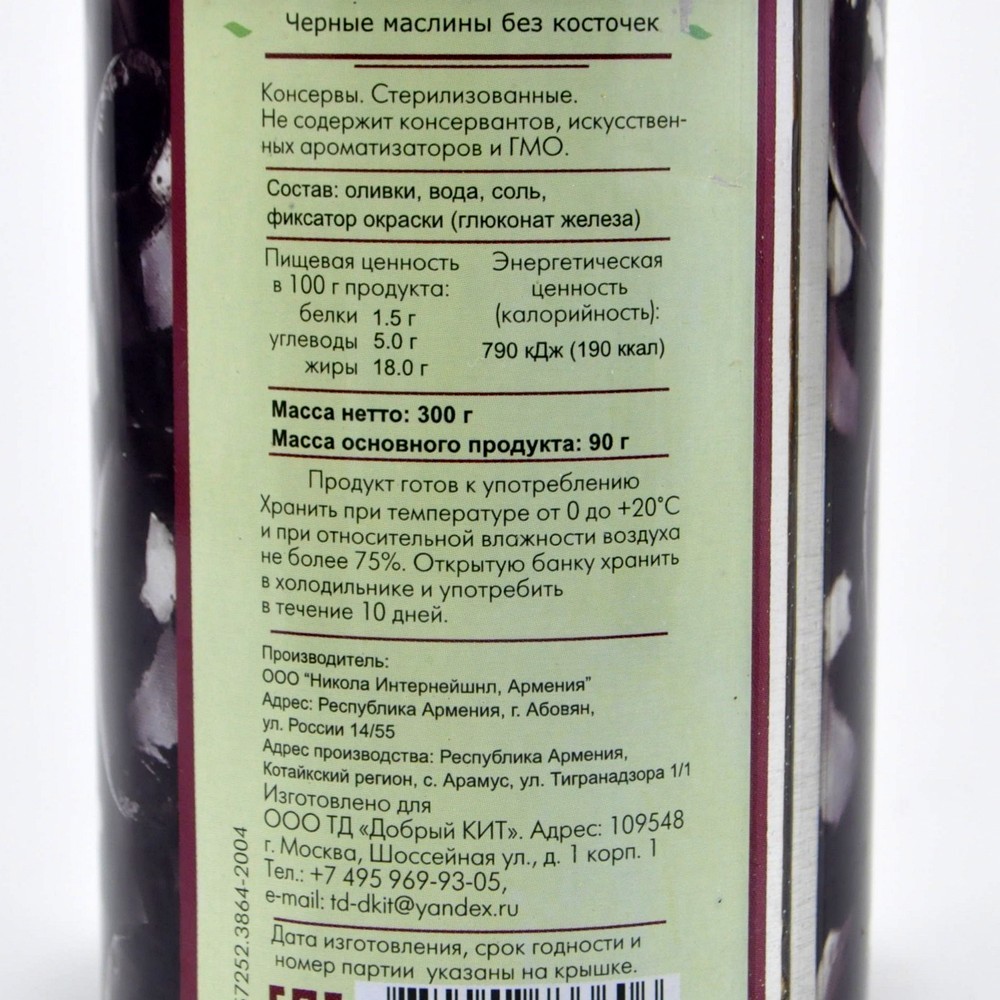 Черные маслины без косточек
Консервы. Стерилизованные.
Не содержит консервантов, искусствен-
ных ароматизаторов и ГМО.
Состав: оливки, вода, соль,
фиксатор окраски (глюконат железа)
Пищевая ценность
в 100 г продукта:
белки 1.5 г
углеводы 5.0 г
жиры 18.0 г
Энергетическая
ценность
(калорийность):
790 кДж (190 ккал)
Масса нетто: 300 г
Масса основного продукта: 90 г
Продукт готов к употреблению
Хранить при температуре от 0 до +20°С
и при относительной влажности воздуха
не более 75%. Открытую банку хранить
в холодильнике и употребить
в течение 10 дней.
Производитель:
ООО "Никола Интернейшнл, Армения"
Адрес: Республика Армения, г. Абовян,
ул. России 14/55
Адрес производства: Республика Армения,
Котайкский регион, с. Арамус, ул. Тигранадзора 1/1
Изготовлено для
ООО ТД «Добрый КИТ». Адрес: 109548
г. Москва, Шоссейная ул., д. 1 корп. 1
Тел.: +7 495 969-93-05,
e-mail: td-dkit@yandex.ru
Дата изготовления, срок годности и
номер партии указаны на крышке.
57252.3864-2004